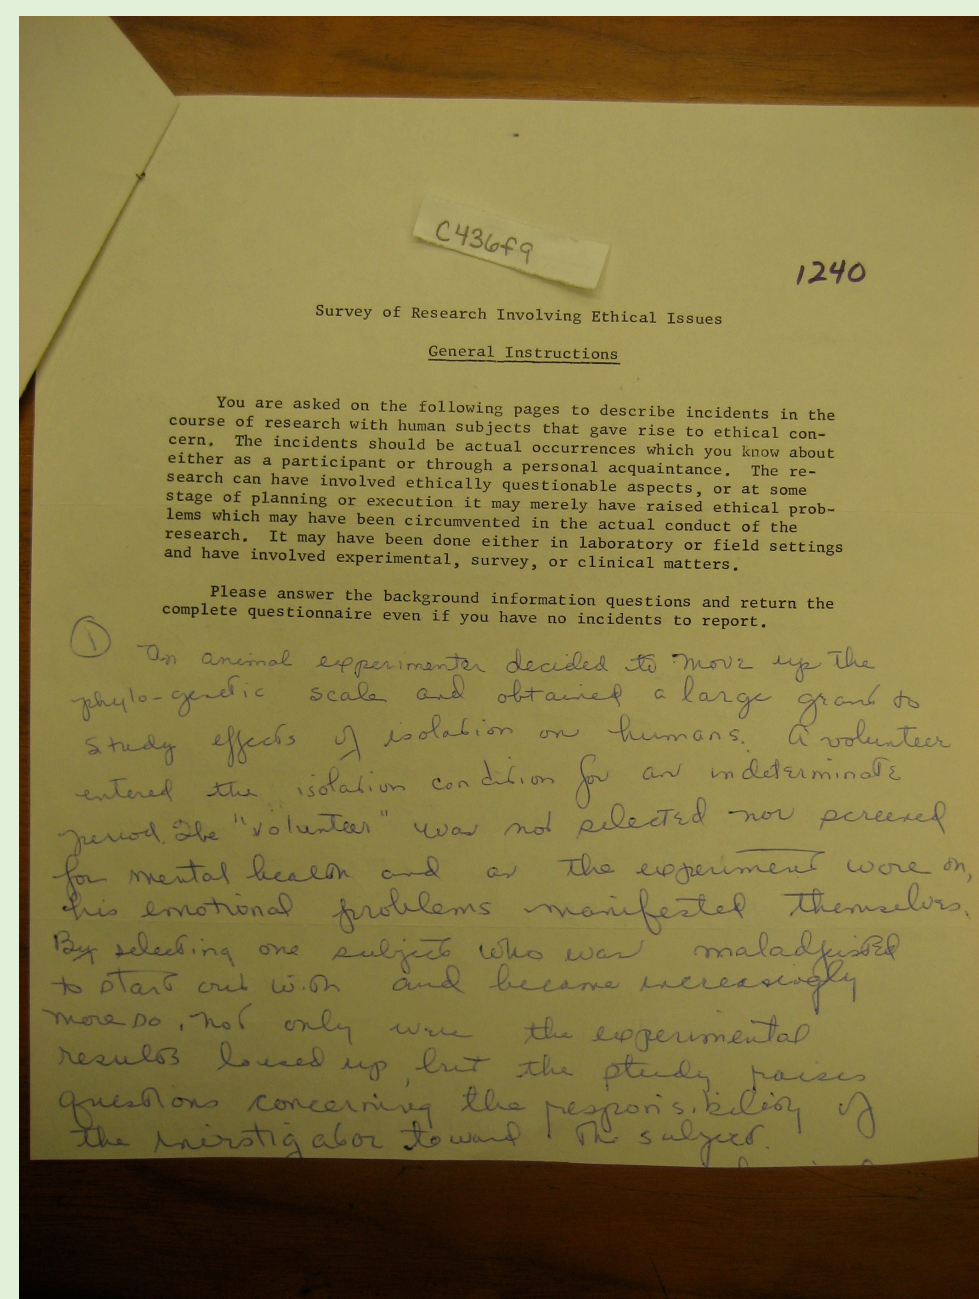 C436f9
1240
Survey of Research Involving Ethical Issues
General Instructions
You are asked on the following pages to describe incidents in the
course of research with human subjects that gave rise to ethical con-
cern. The incidents should be actual occurrences which you know about
either as a participant or through a personal acquaintance. The re-
search can have involved ethically questionable aspects, or at some
stage of planning or execution it may merely have raised ethical prob-
lems which may have been circumvented in the actual conduct of the
research. It may have been done either in laboratory or field settings
and have involved experimental, survey, or clinical matters.
Please answer the background information questions and return the
complete questionnaire even if you have no incidents to report.
1 An animal experimenter decided to move up the
phylo-genetic scale and obtained a large grant to
study effects of isolation on humans. A volunteer
entered the isolation condition for an indeterminate
period. The "volunteer" was not selected nor screened
for mental health and as the experiment wore on,
his emotional problems manifested themselves.
By selecting one subject who was maladjusted
to start out with and became increasingly
more so, not only were the experimental
results loused up, but the study raises
questions concerning the responsibility of
the investigator toward the subject.